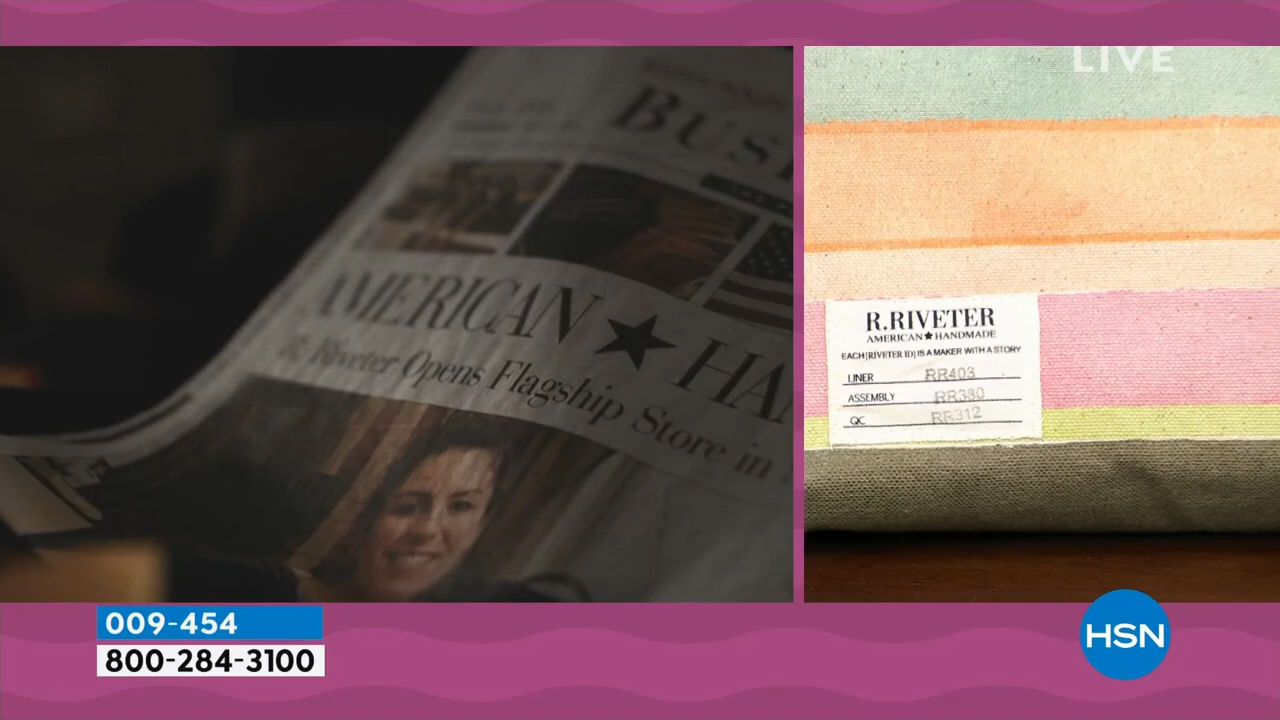 BUS
AMERICAN ★ HA
Riveter Opens Flagship Store in
LIVE
R.RIVETER
AMERICAN★HANDMADE
EACH [RIVETER ID] IS A MAKER WITH A STORY
LINER RR403
ASSEMBLY RR380
QC RR312
009-454
800-284-3100
HSN